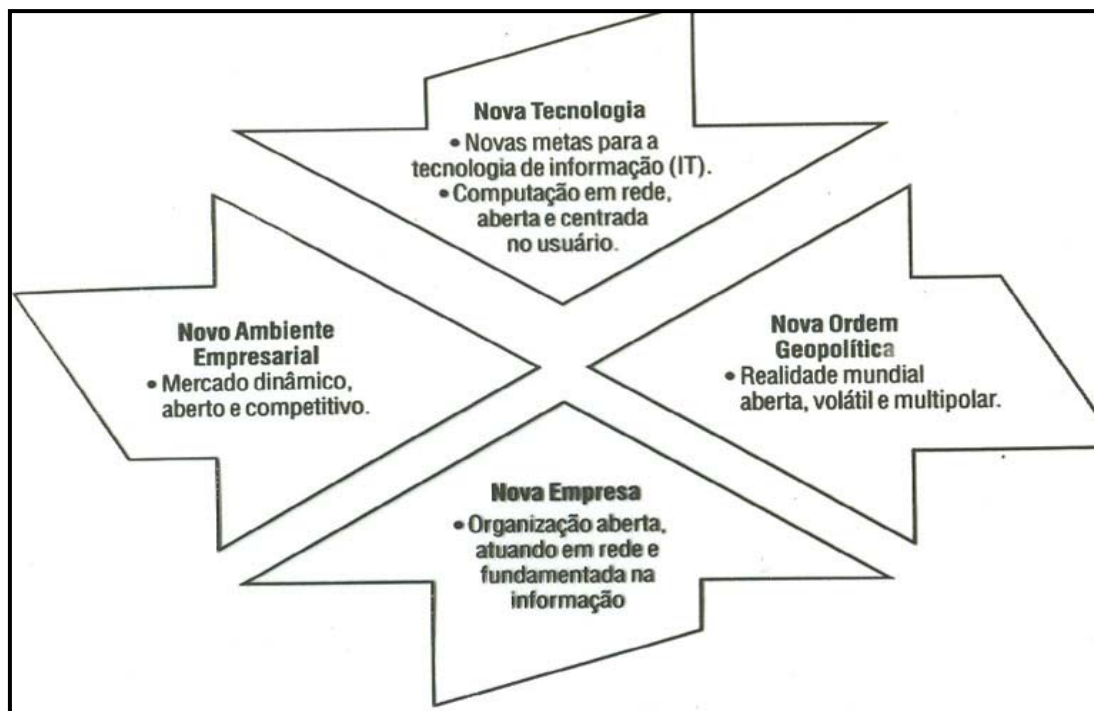 Nova Tecnologia
• Novas metas para a
tecnologia de informação (IT).
• Computação em rede,
aberta e centrada
no usuário.
Novo Ambiente
Empresarial
• Mercado dinâmico,
aberto e competitivo.
Nova Ordem
Geopolítica
• Realidade mundial
aberta, volátil e multipolar.
Nova Empresa
• Organização aberta,
atuando em rede e
fundamentada na
informação